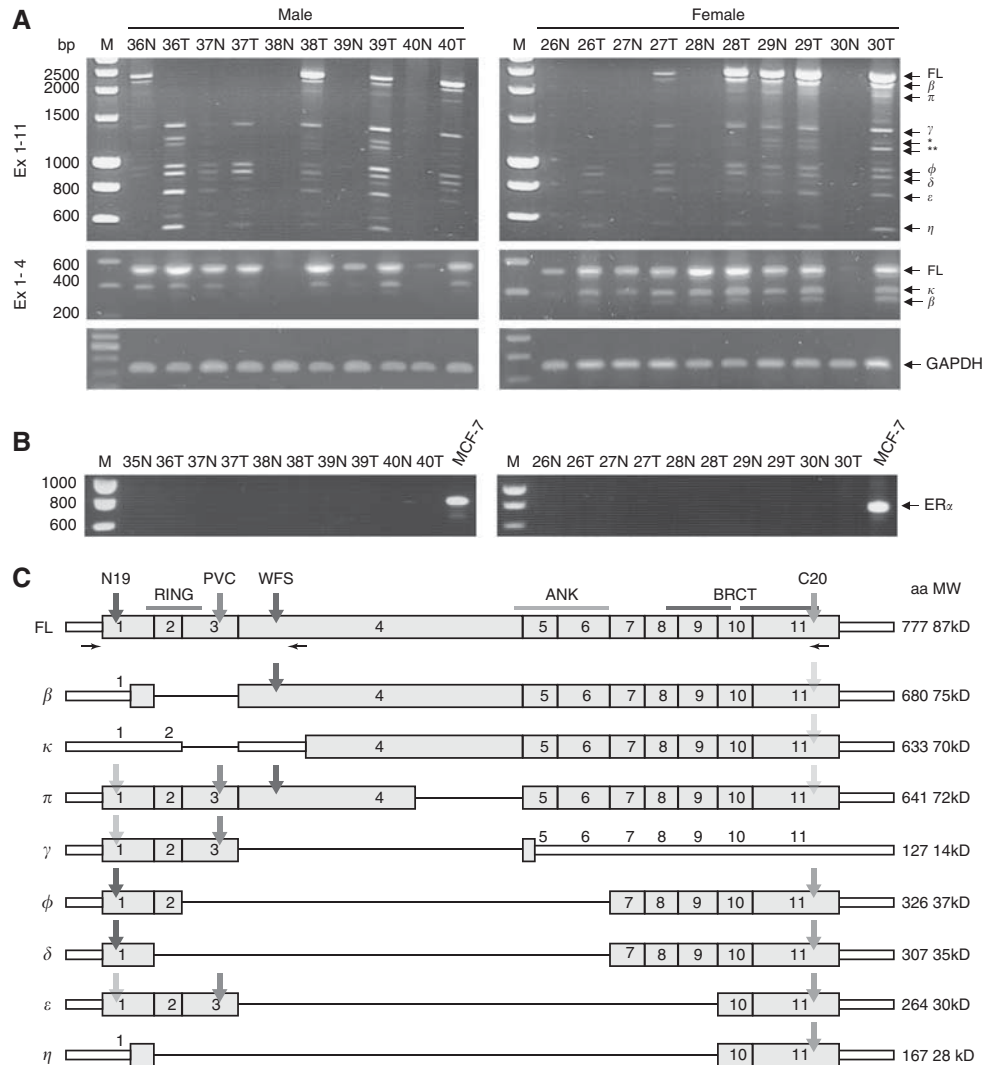 A
Male
Female
bp M 36N 36T 37N 37T 38N 38T 39N 39T 40N 40T
M 26N 26T 27N 27T 28N 28T 29N 29T 30N 30T
Ex 1-11
2500
2000
1500
1000
800
600
FL
β
π
γ
*
**
ϕ
δ
ε
η
Ex 1- 4
600
400
200
FL
κ
β
GAPDH
B
M 35N 36T 37N 37T 38N 38T 39N 39T 40N 40T MCF-7
M 26N 26T 27N 27T 28N 28T 29N 29T 30N 30T MCF-7
1000
800
600
ERα
C
N19 RING PVC WFS ANK BRCT C20 aa MW
FL 1 2 3 4 5 6 7 8 9 10 11 777 87kD
β 1 4 5 6 7 8 9 10 11 680 75kD
κ 1 2 4 5 6 7 8 9 10 11 633 70kD
π 1 2 3 4 5 6 7 8 9 10 11 641 72kD
γ 1 2 3 5 6 7 8 9 10 11 127 14kD
ϕ 1 2 7 8 9 10 11 326 37kD
δ 1 7 8 9 10 11 307 35kD
ε 1 2 3 10 11 264 30kD
η 1 10 11 167 28 kD